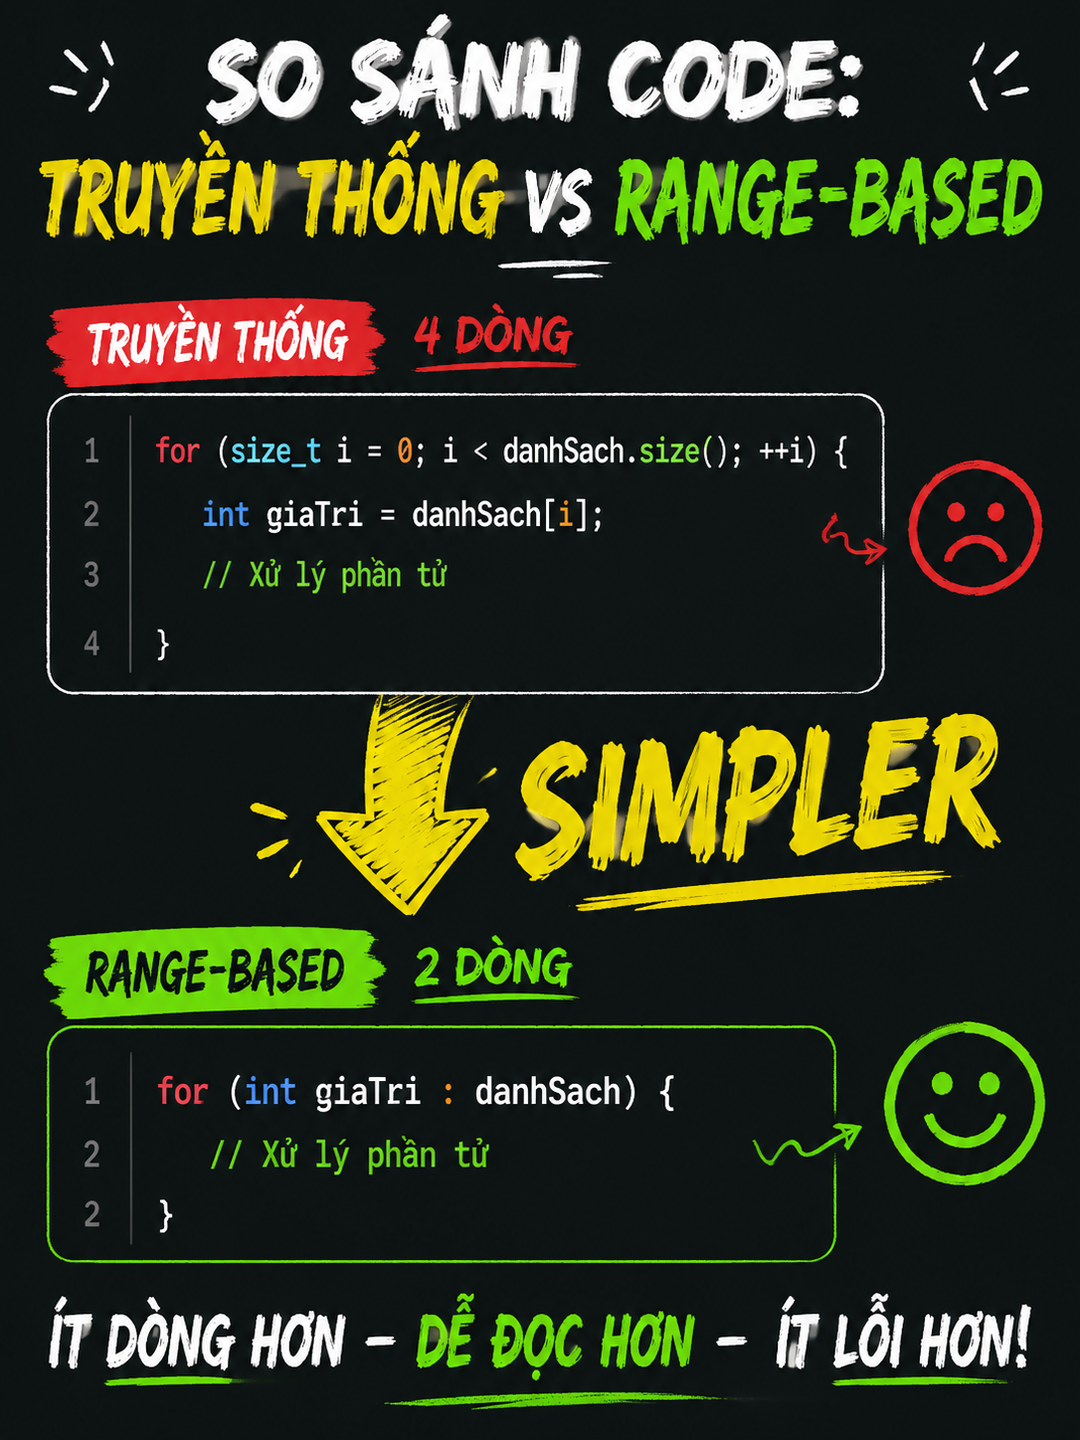 SO SÁNH CODE:
TRUYỀN THỐNG VS RANGE-BASED
TRUYỀN THỐNG 4 DÒNG
1 for (size_t i = 0; i < danhSach.size(); ++i) {
2 int giaTri = danhSach[i];
3 // Xử lý phần tử
4 }
SIMPLER
RANGE-BASED 2 DÒNG
1 for (int giaTri : danhSach) {
2 // Xử lý phần tử
2 }
ÍT DÒNG HƠN – DỄ ĐỌC HƠN – ÍT LỖI HƠN!